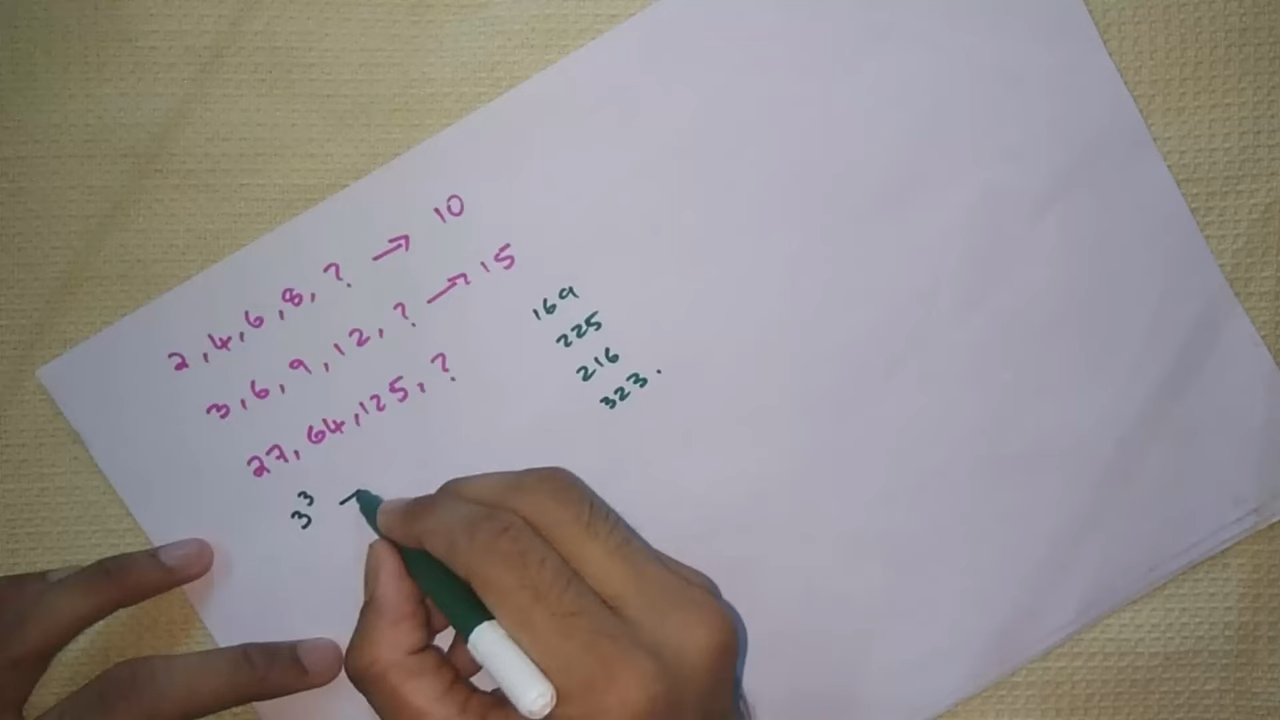 2, 4, 6, 8, ? → 10
3, 6, 9, 12, ? → 15
27, 64, 125, ?
169
225
216
323.
3³